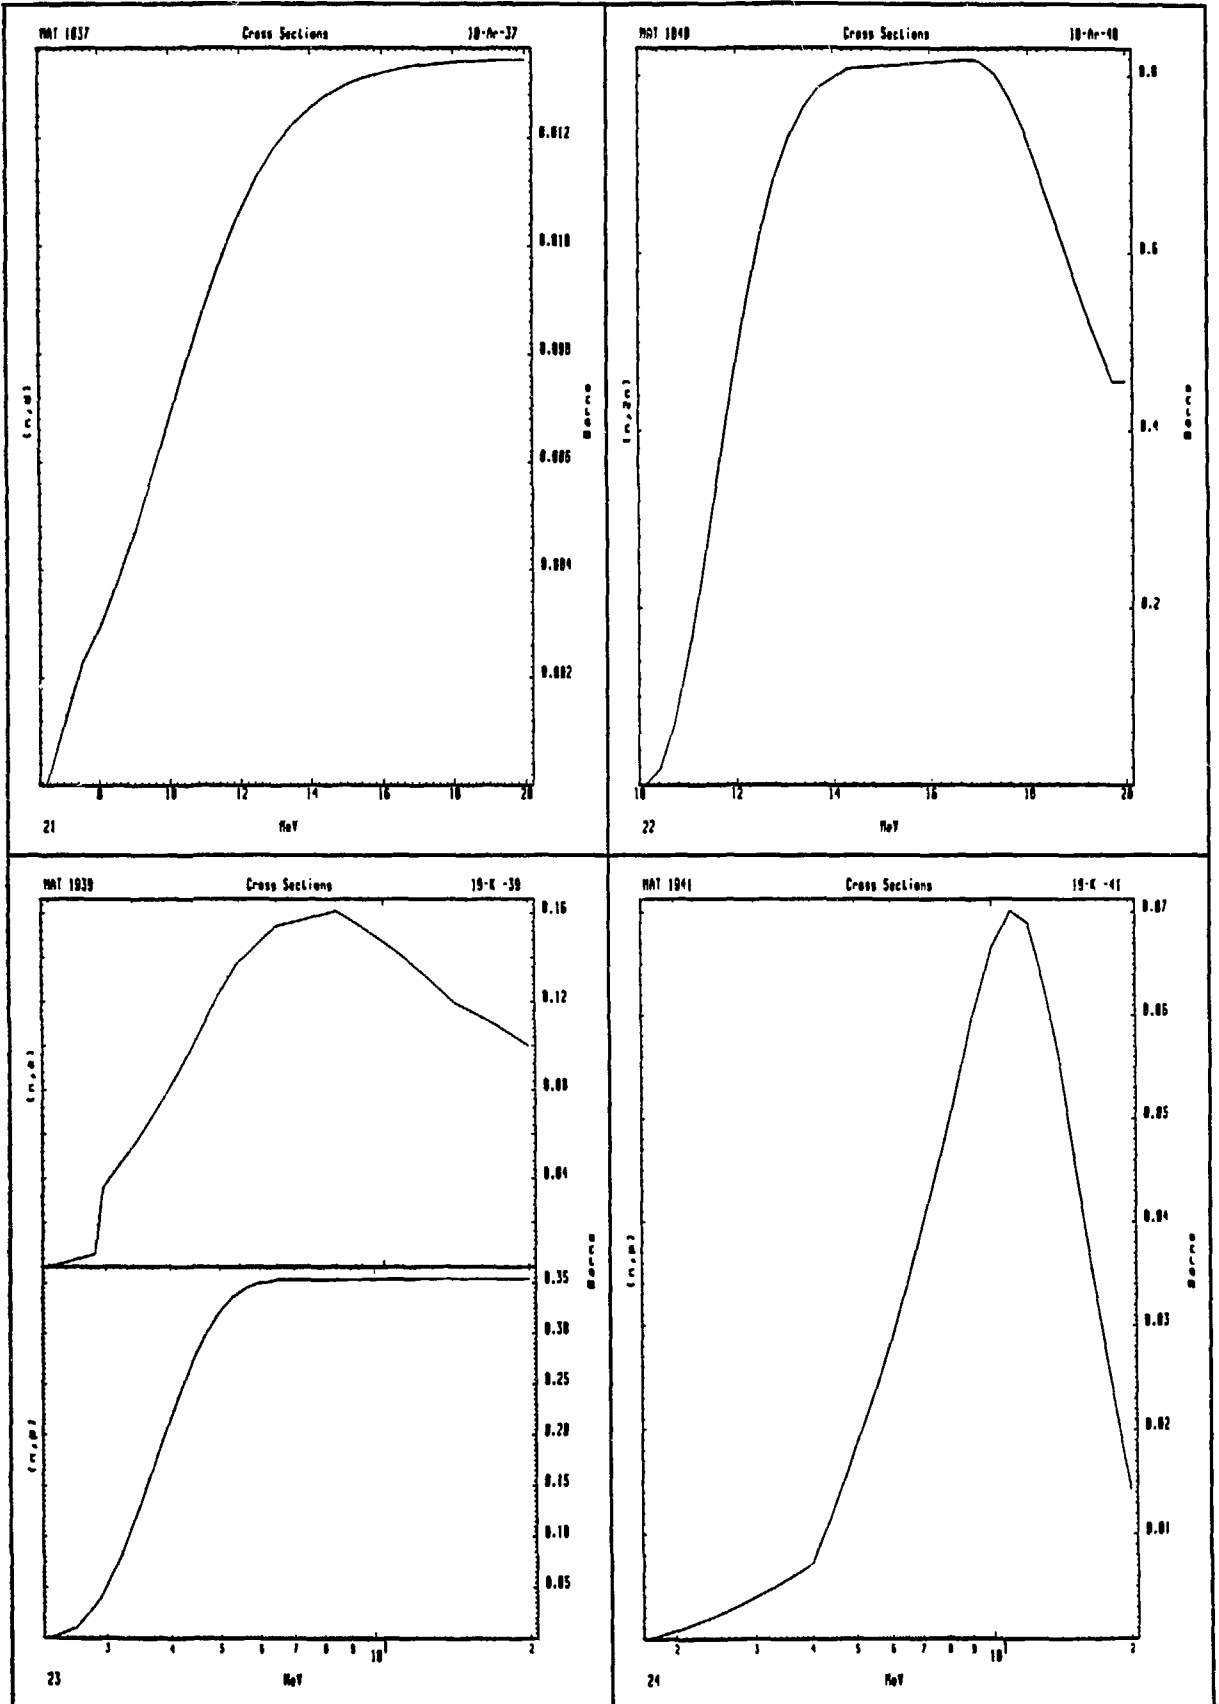 MAT 1837 Cross Sections 18-Ar-37
0.012
0.010
0.008
0.006
0.004
0.002
Barns
8 10 12 14 16 18 20
21 MeV
MAT 1840 Cross Sections 18-Ar-40
(n,2n)
0.8
0.6
0.4
0.2
Barns
10 12 14 16 18 20
22 MeV
MAT 1939 Cross Sections 19-K -39
0.16
0.12
0.08
0.04
(n,p)
0.35
0.30
0.25
0.20
0.15
0.10
0.05
Barns
3 4 5 6 7 8 9 10¹ 2
23 MeV
MAT 1941 Cross Sections 19-K -41
(n,p)
0.07
0.06
0.05
0.04
0.03
0.02
0.01
Barns
2 3 4 5 6 7 8 9 10¹ 2
24 MeV